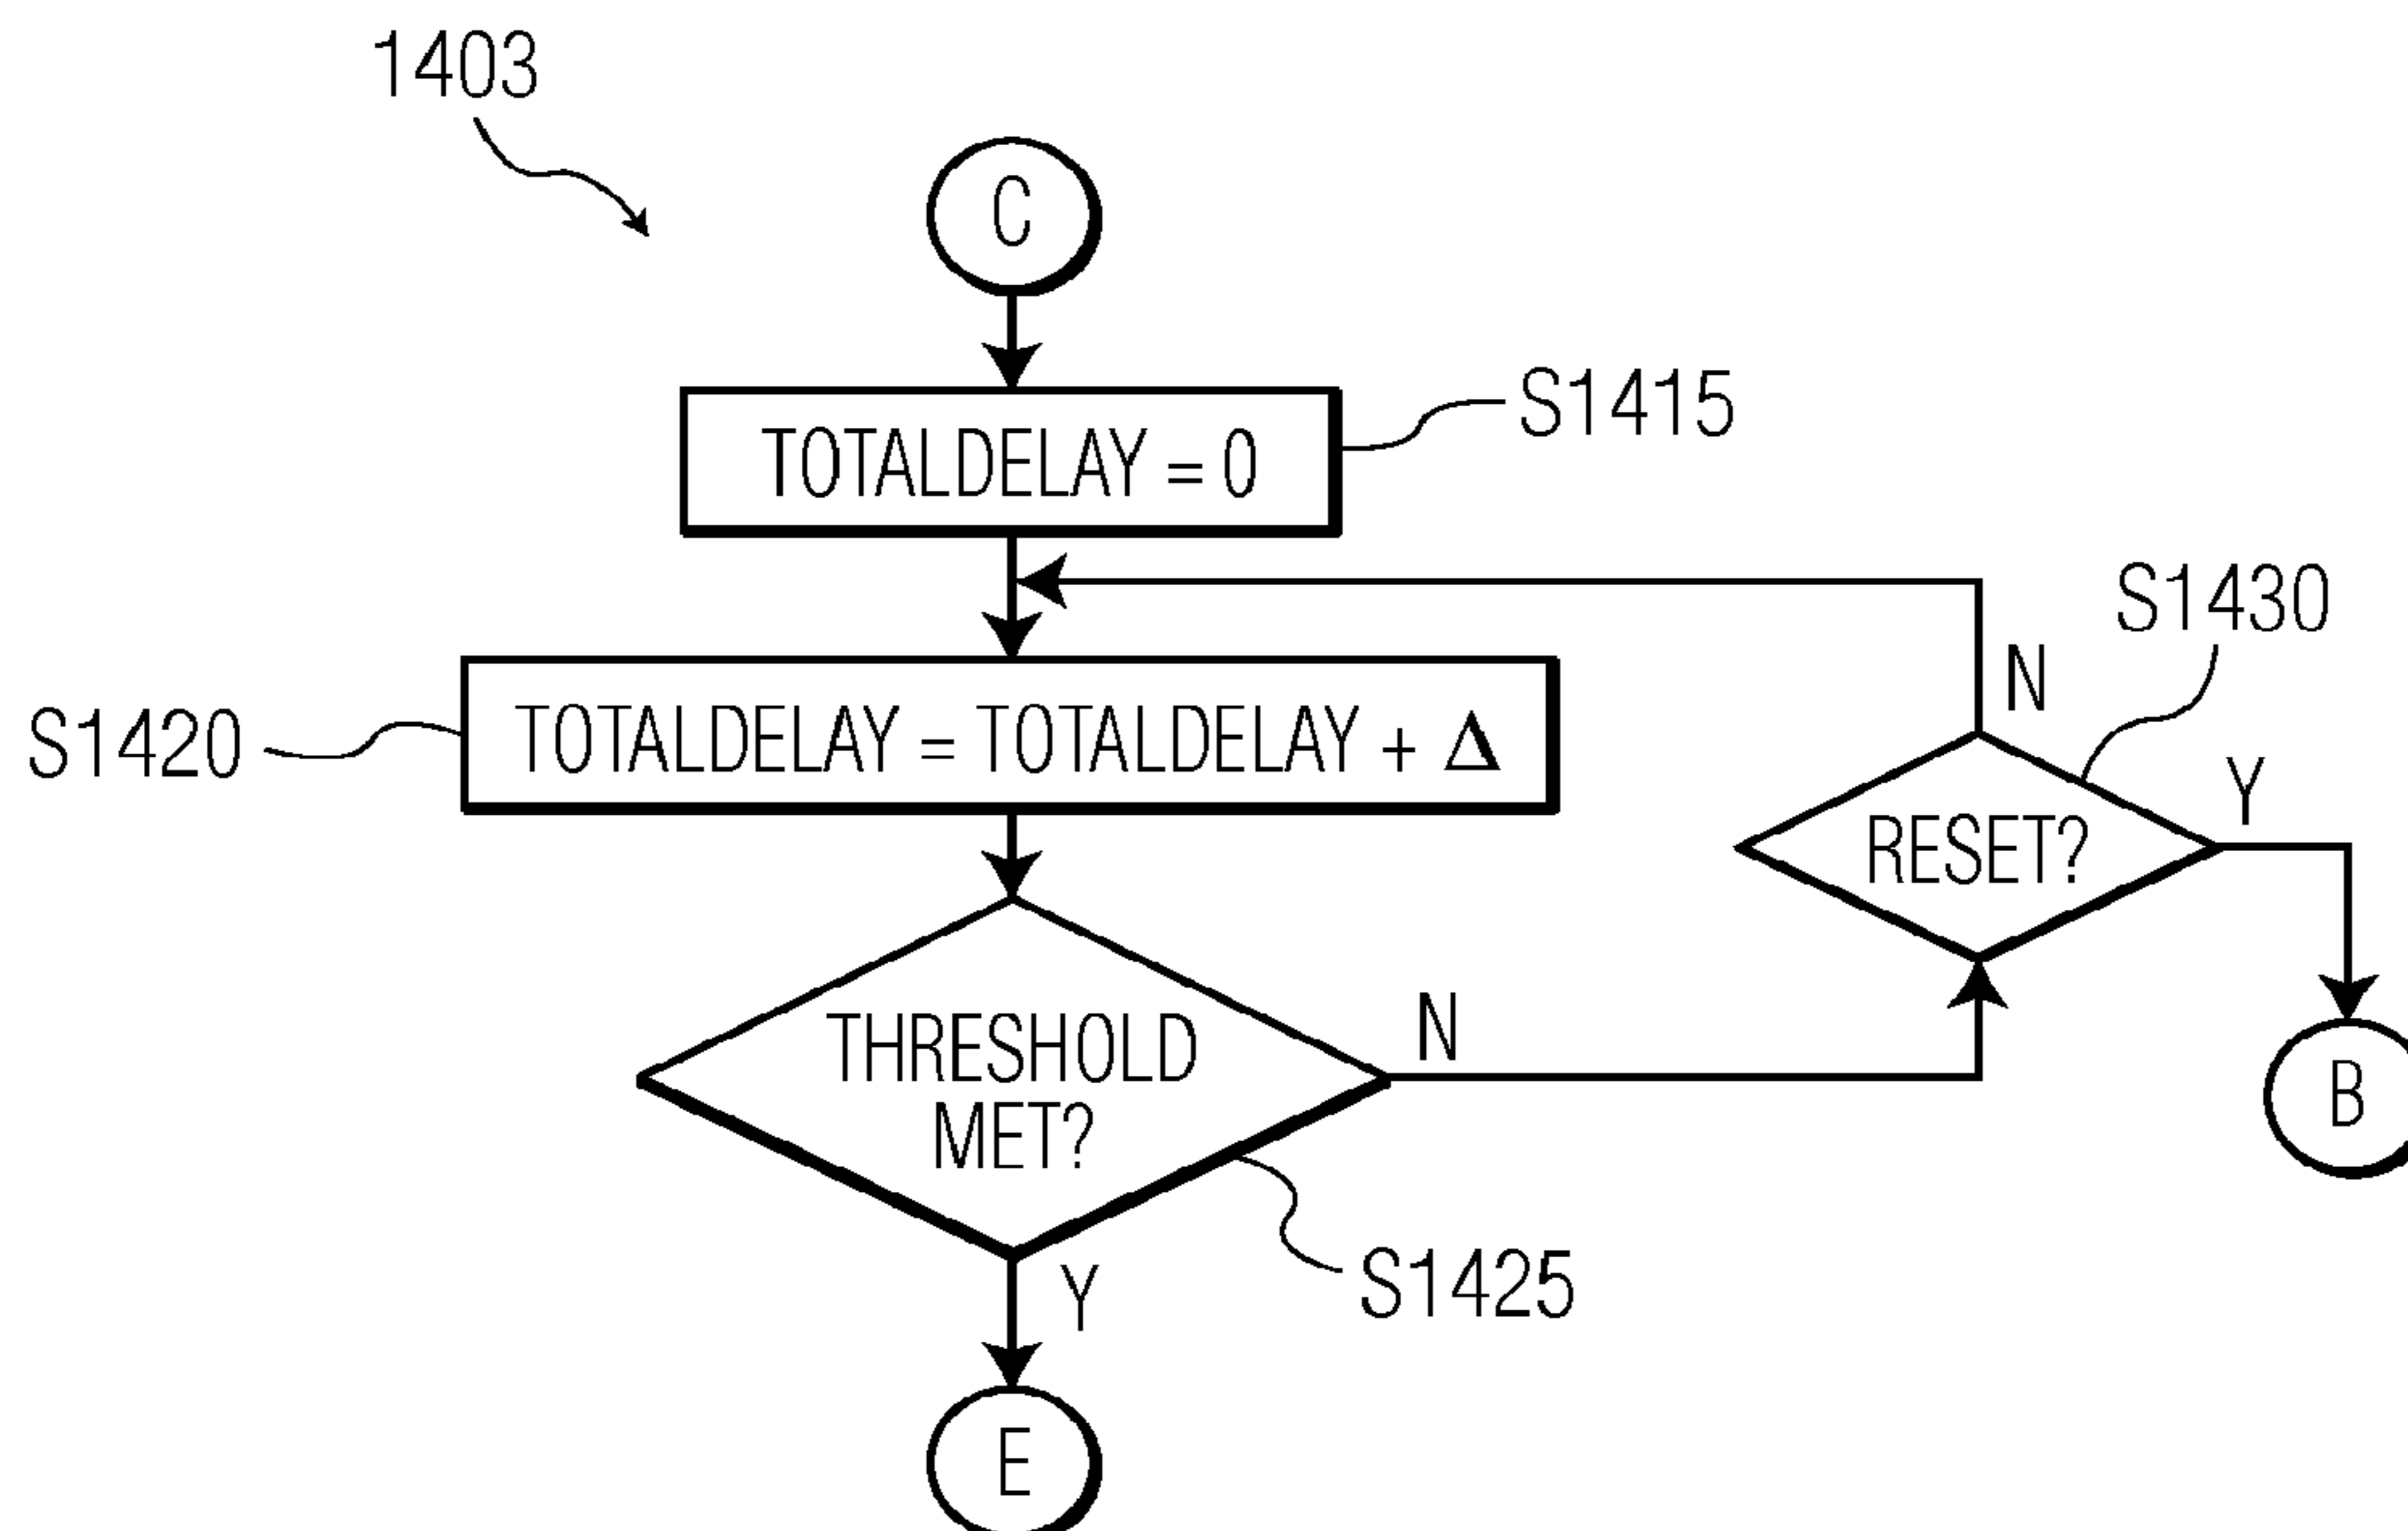 1403
C
TOTALDELAY = 0
S1415
S1420
TOTALDELAY = TOTALDELAY + Δ
S1430
N
Y
RESET?
THRESHOLD
MET?
N
B
S1425
Y
E